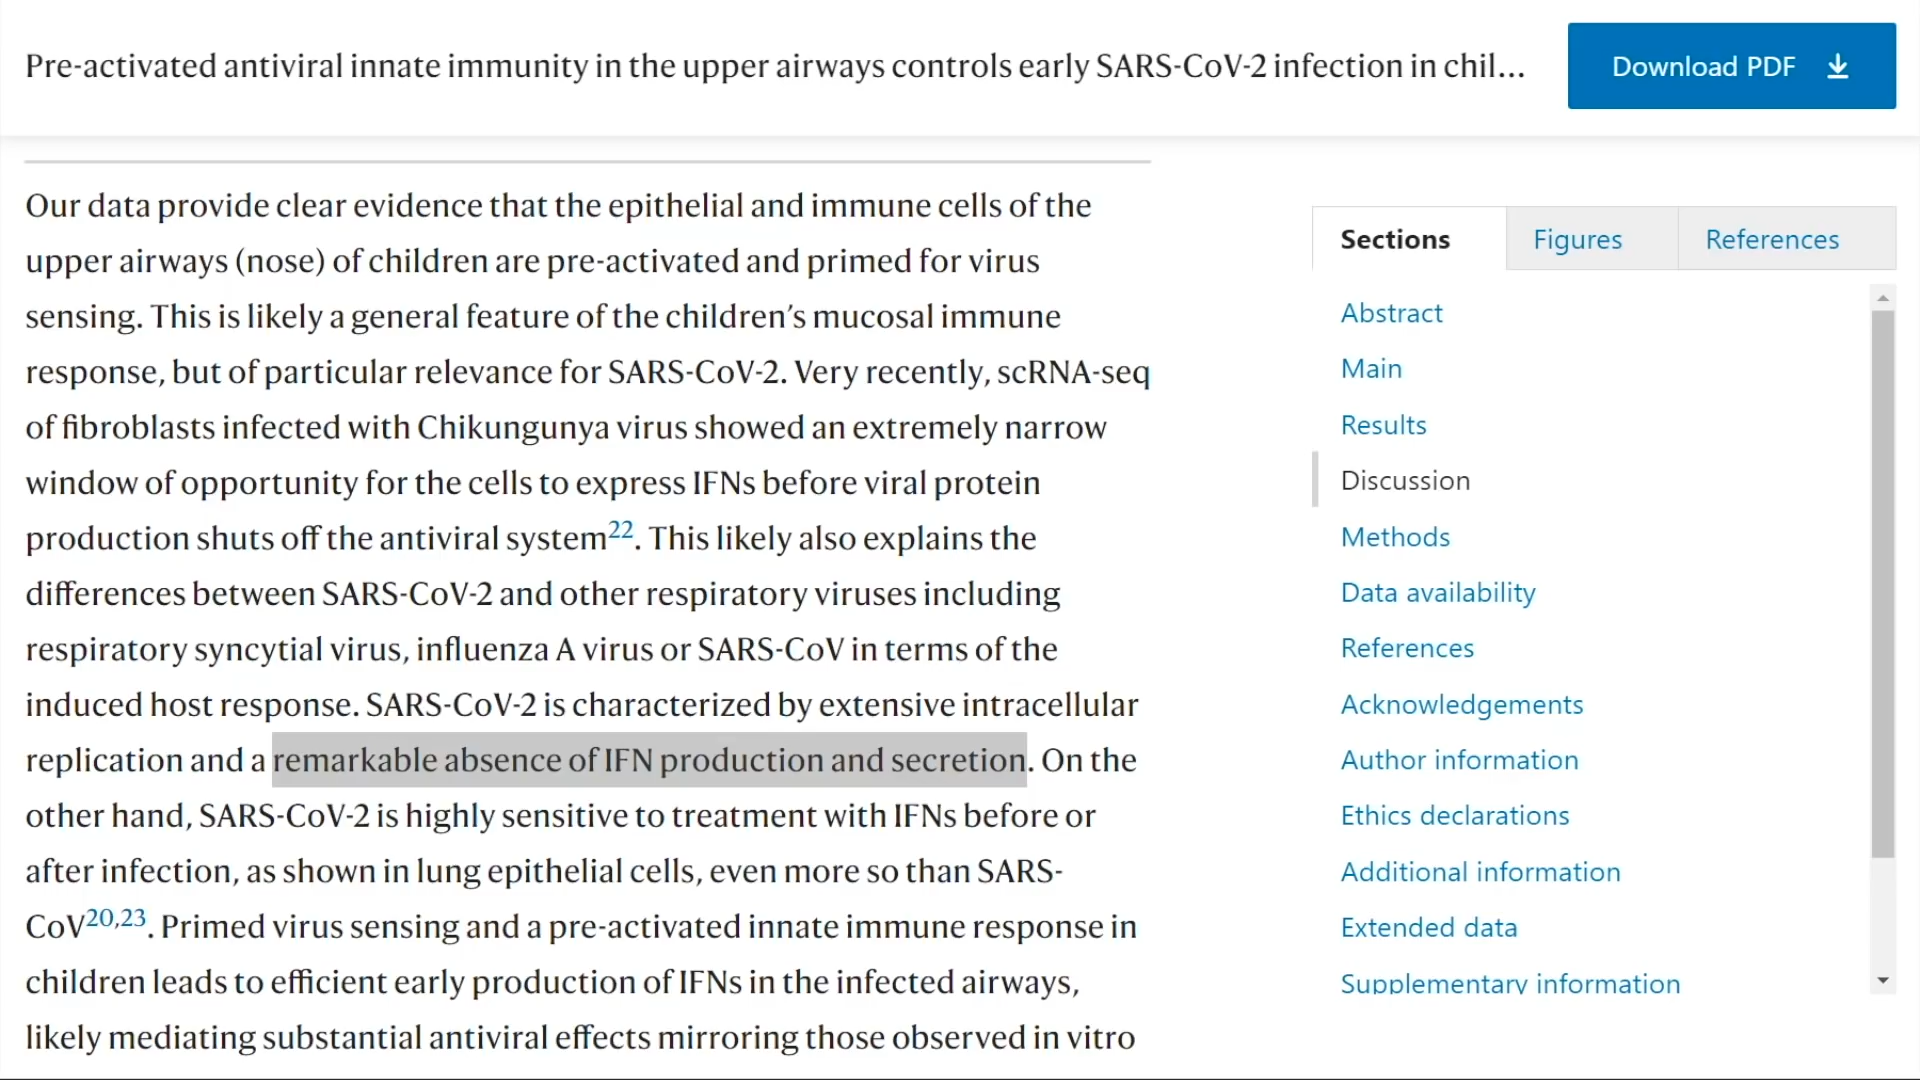 Pre-activated antiviral innate immunity in the upper airways controls early SARS-CoV-2 infection in chil...
Download PDF
Our data provide clear evidence that the epithelial and immune cells of the
upper airways (nose) of children are pre-activated and primed for virus
sensing. This is likely a general feature of the children’s mucosal immune
response, but of particular relevance for SARS-CoV-2. Very recently, scRNA-seq
of fibroblasts infected with Chikungunya virus showed an extremely narrow
window of opportunity for the cells to express IFNs before viral protein
production shuts off the antiviral system22. This likely also explains the
differences between SARS-CoV-2 and other respiratory viruses including
respiratory syncytial virus, influenza A virus or SARS-CoV in terms of the
induced host response. SARS-CoV-2 is characterized by extensive intracellular
replication and a remarkable absence of IFN production and secretion. On the
other hand, SARS-CoV-2 is highly sensitive to treatment with IFNs before or
after infection, as shown in lung epithelial cells, even more so than SARS-
CoV20,23. Primed virus sensing and a pre-activated innate immune response in
children leads to efficient early production of IFNs in the infected airways,
likely mediating substantial antiviral effects mirroring those observed in vitro
Sections
Figures
References
Abstract
Main
Results
Discussion
Methods
Data availability
References
Acknowledgements
Author information
Ethics declarations
Additional information
Extended data
Supplementary information